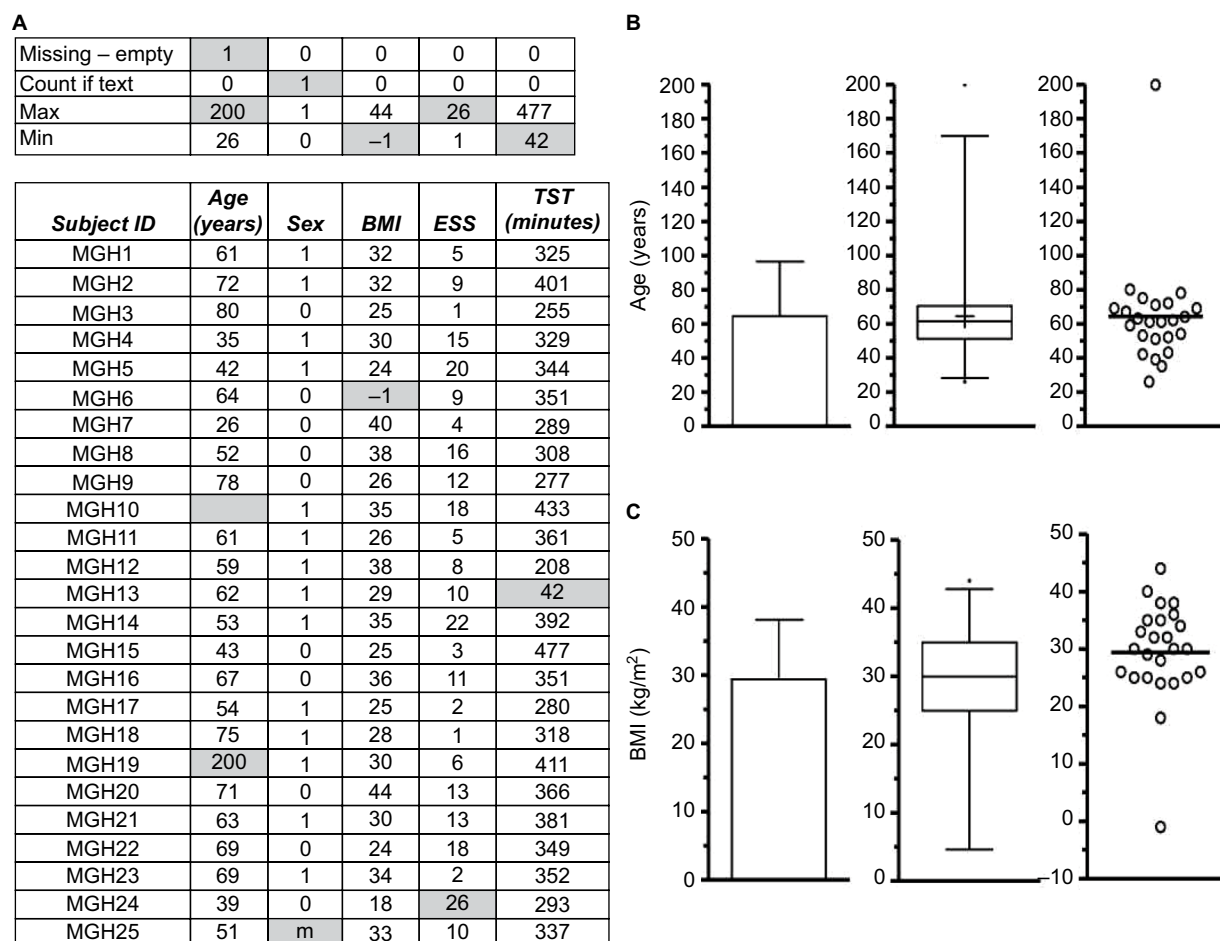 A
Missing – empty 1 0 0 0 0
Count if text 0 1 0 0 0
Max 200 1 44 26 477
Min 26 0 –1 1 42
Subject ID Age (years) Sex BMI ESS TST (minutes)
MGH1 61 1 32 5 325
MGH2 72 1 32 9 401
MGH3 80 0 25 1 255
MGH4 35 1 30 15 329
MGH5 42 1 24 20 344
MGH6 64 0 –1 9 351
MGH7 26 0 40 4 289
MGH8 52 0 38 16 308
MGH9 78 0 26 12 277
MGH10 1 35 18 433
MGH11 61 1 26 5 361
MGH12 59 1 38 8 208
MGH13 62 1 29 10 42
MGH14 53 1 35 22 392
MGH15 43 0 25 3 477
MGH16 67 0 36 11 351
MGH17 54 1 25 2 280
MGH18 75 1 28 1 318
MGH19 200 1 30 6 411
MGH20 71 0 44 13 366
MGH21 63 1 30 13 381
MGH22 69 0 24 18 349
MGH23 69 1 34 2 352
MGH24 39 0 18 26 293
MGH25 51 m 33 10 337
B
Age (years)
200 200 200
180 180 180
160 160 160
140 140 140
120 120 120
100 100 100
80 80 80
60 60 60
40 40 40
20 20 20
0 0 0
C
BMI (kg/m²)
50 50 50
40 40 40
30 30 30
20 20 20
10 10 10
0 0 0
–10